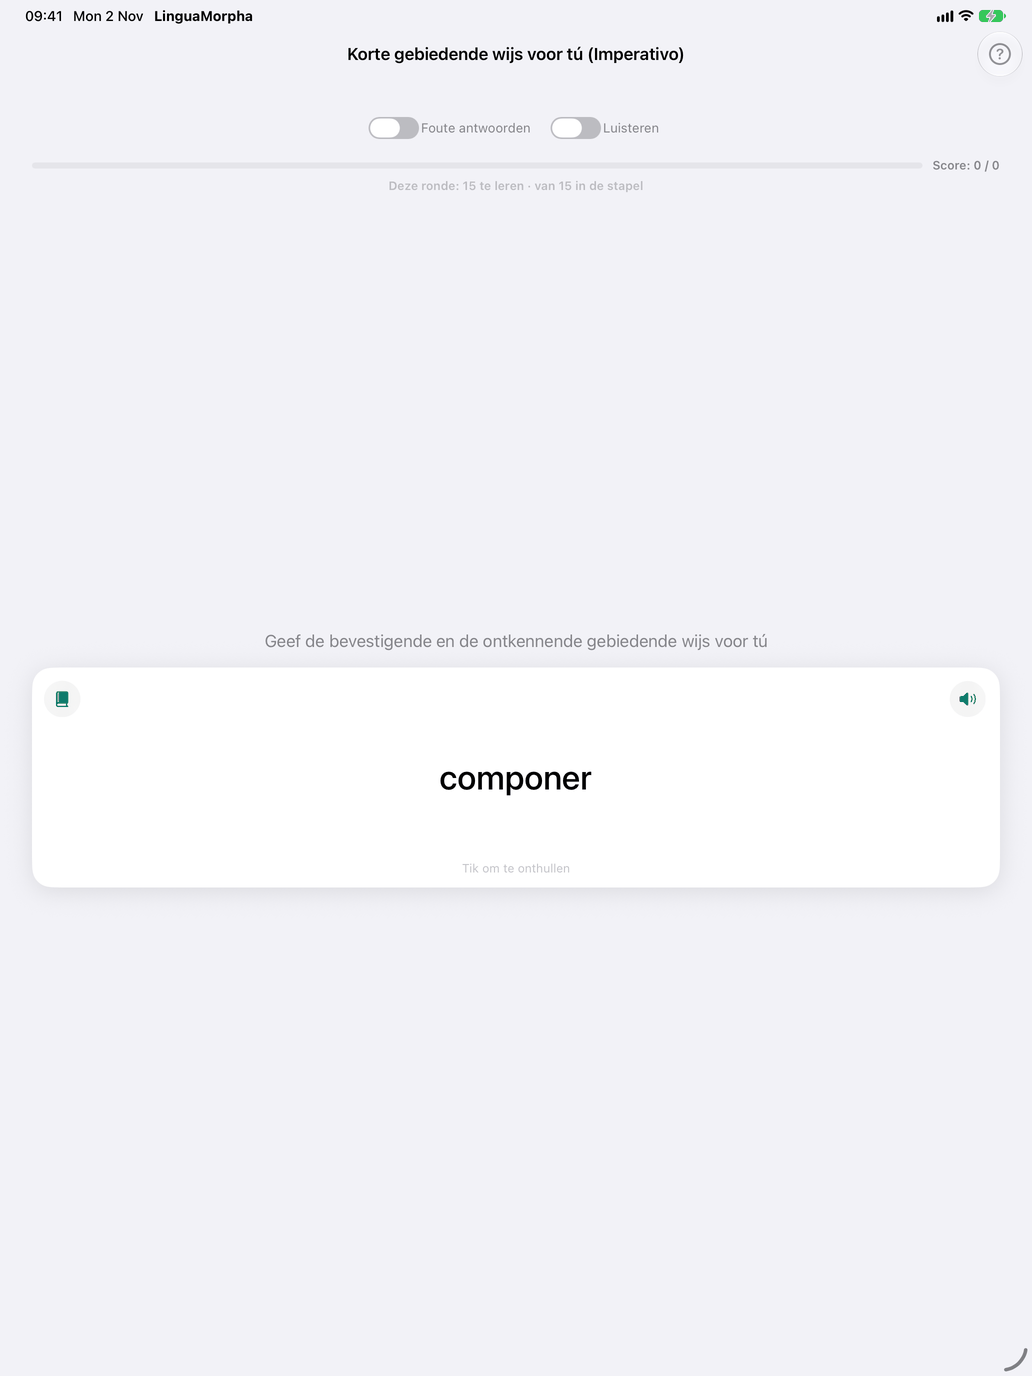 09:41 Mon 2 Nov LinguaMorpha
Korte gebiedende wijs voor tú (Imperativo)
?
Foute antwoorden Luisteren
Score: 0 / 0
Deze ronde: 15 te leren · van 15 in de stapel
Geef de bevestigende en de ontkennende gebiedende wijs voor tú
componer
Tik om te onthullen